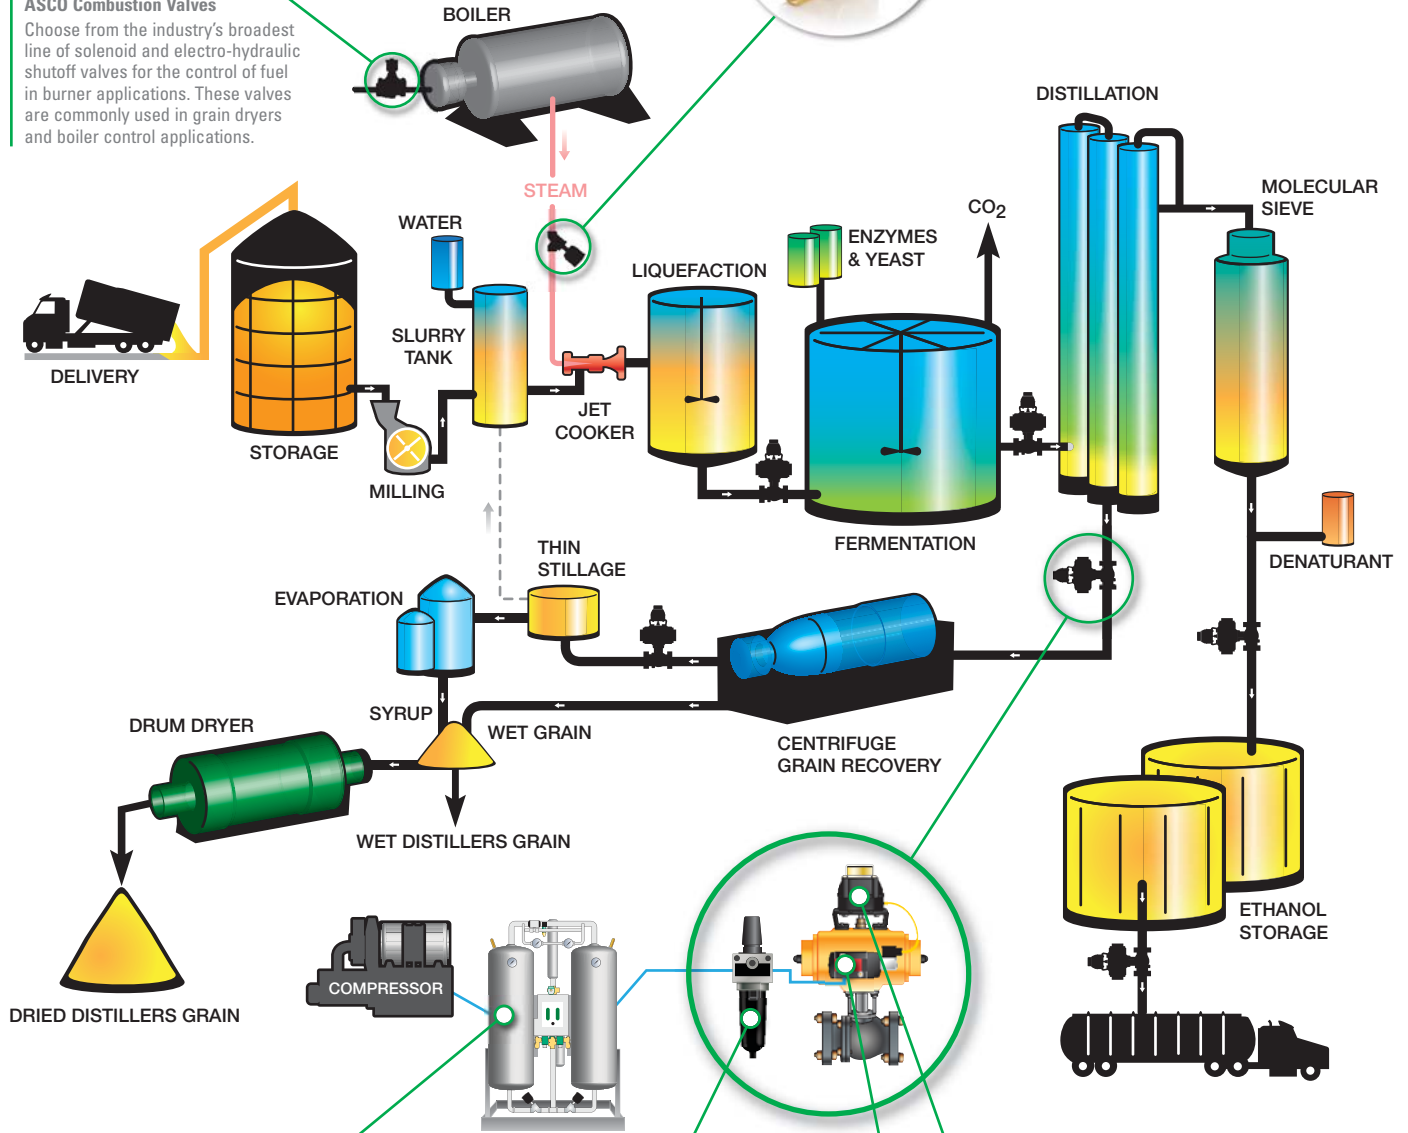 ASCO Combustion Valves
Choose from the industry's broadest
line of solenoid and electro-hydraulic
shutoff valves for the control of fuel
in burner applications. These valves
are commonly used in grain dryers
and boiler control applications.
BOILER
STEAM
DISTILLATION
MOLECULAR
SIEVE
CO2
WATER
ENZYMES
& YEAST
LIQUEFACTION
SLURRY
TANK
DELIVERY
JET
COOKER
STORAGE
MILLING
FERMENTATION
THIN
STILLAGE
DENATURANT
EVAPORATION
SYRUP
WET GRAIN
DRUM DRYER
CENTRIFUGE
GRAIN RECOVERY
WET DISTILLERS GRAIN
ETHANOL
STORAGE
COMPRESSOR
DRIED DISTILLERS GRAIN